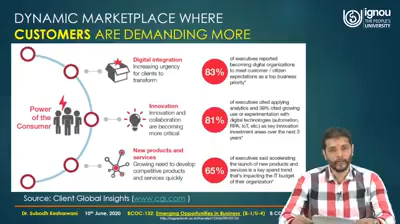 DYNAMIC MARKETPLACE WHERE
CUSTOMERS ARE DEMANDING MORE
ignou
THE PEOPLE'S
UNIVERSITY
Power
of the
Consumer
Digital integration
Increasing urgency
for clients to
transform
83%
of executives reported
becoming digital organizations
to meet customer / citizen
expectations as a top business
priority*
Innovation
Innovation and
collaboration
are becoming
more critical
81%
of executives cited applying
analytics and 38% cited growing
use or experimentation with
digital technologies (automation,
RPA, IoT, etc.) as key innovation
investment areas over the next 3
years*
New products and
services
Growing need to develop
competitive products
and services quickly
65%
of executives said accelerating
the launch of new products and
services is a key spend trend
that's impacting the IT budget
of their organization*
Source: Client Global Insights (www.cgi.com )
Dr. Subodh Kesharwani
10th June, 2020
BCOC-132
Emerging Opportunities in Business
(B-1/U-4)
B CO